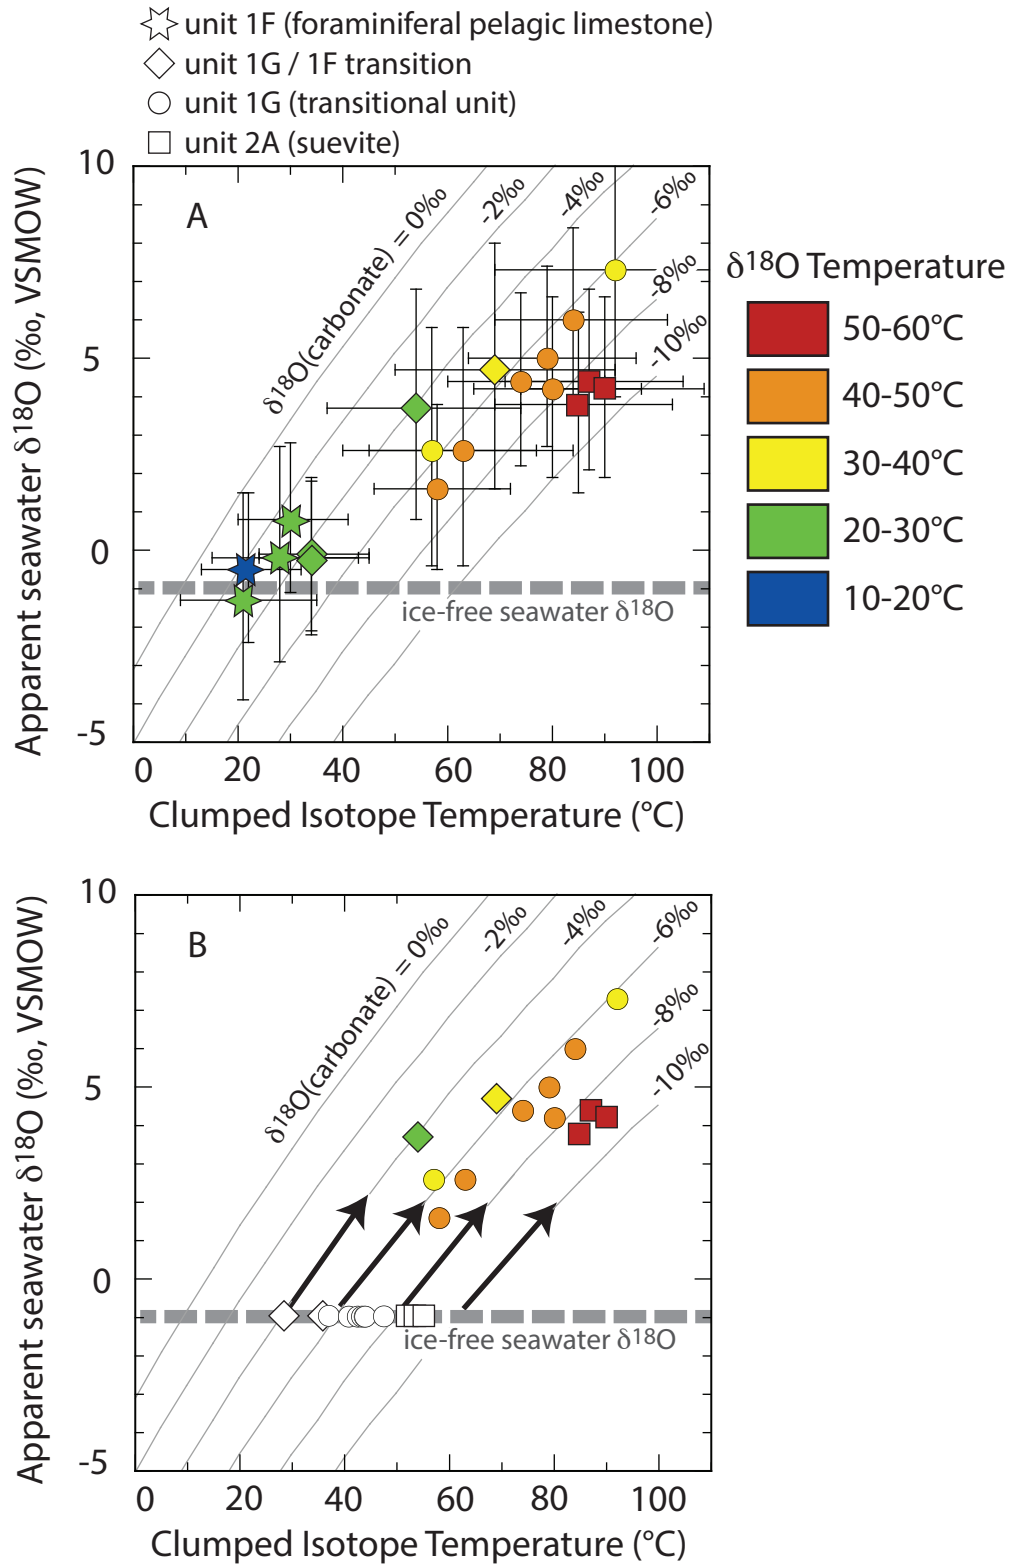 unit 1F (foraminiferal pelagic limestone)
unit 1G / 1F transition
unit 1G (transitional unit)
unit 2A (suevite)
10
5
0
-5
Apparent seawater δ18O (‰, VSMOW)
A
δ18O(carbonate) = 0‰
-2‰
-4‰
-6‰
-8‰
-10‰
ice-free seawater δ18O
0 20 40 60 80 100
Clumped Isotope Temperature (°C)
δ18O Temperature
50-60°C
40-50°C
30-40°C
20-30°C
10-20°C
10
5
0
-5
Apparent seawater δ18O (‰, VSMOW)
B
δ18O(carbonate) = 0‰
-2‰
-4‰
-6‰
-8‰
-10‰
ice-free seawater δ18O
0 20 40 60 80 100
Clumped Isotope Temperature (°C)